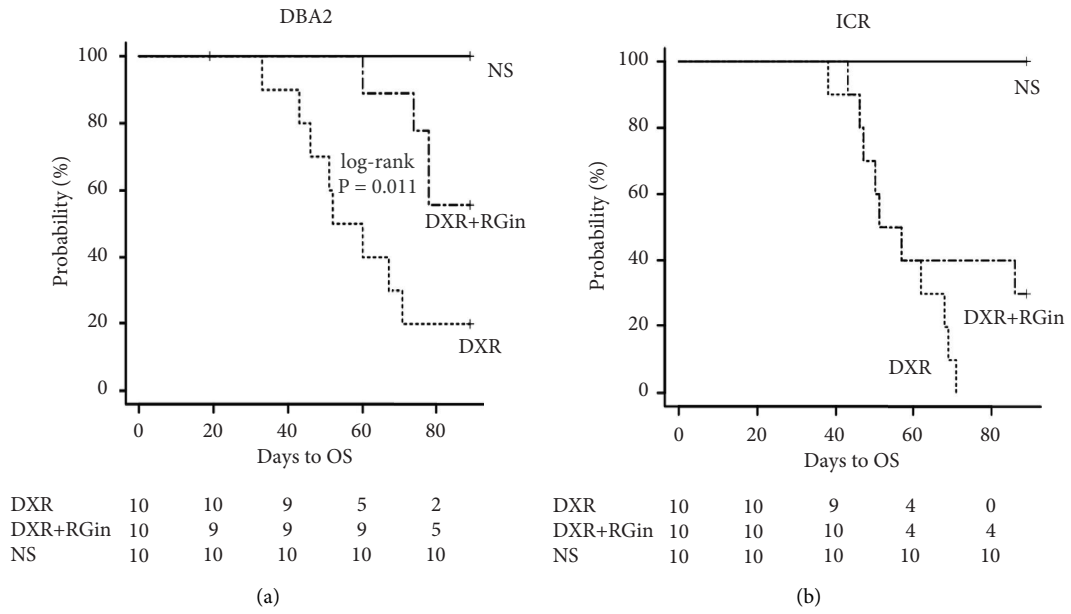 DBA2
100
80
60
40
20
0
Probability (%)
NS
log-rank
P = 0.011
DXR+RGin
DXR
0 20 40 60 80
Days to OS
DXR 10 10 9 5 2
DXR+RGin 10 9 9 9 5
NS 10 10 10 10 10
(a)
ICR
100
80
60
40
20
0
Probability (%)
NS
DXR+RGin
DXR
0 20 40 60 80
Days to OS
DXR 10 10 9 4 0
DXR+RGin 10 10 10 4 4
NS 10 10 10 10 10
(b)